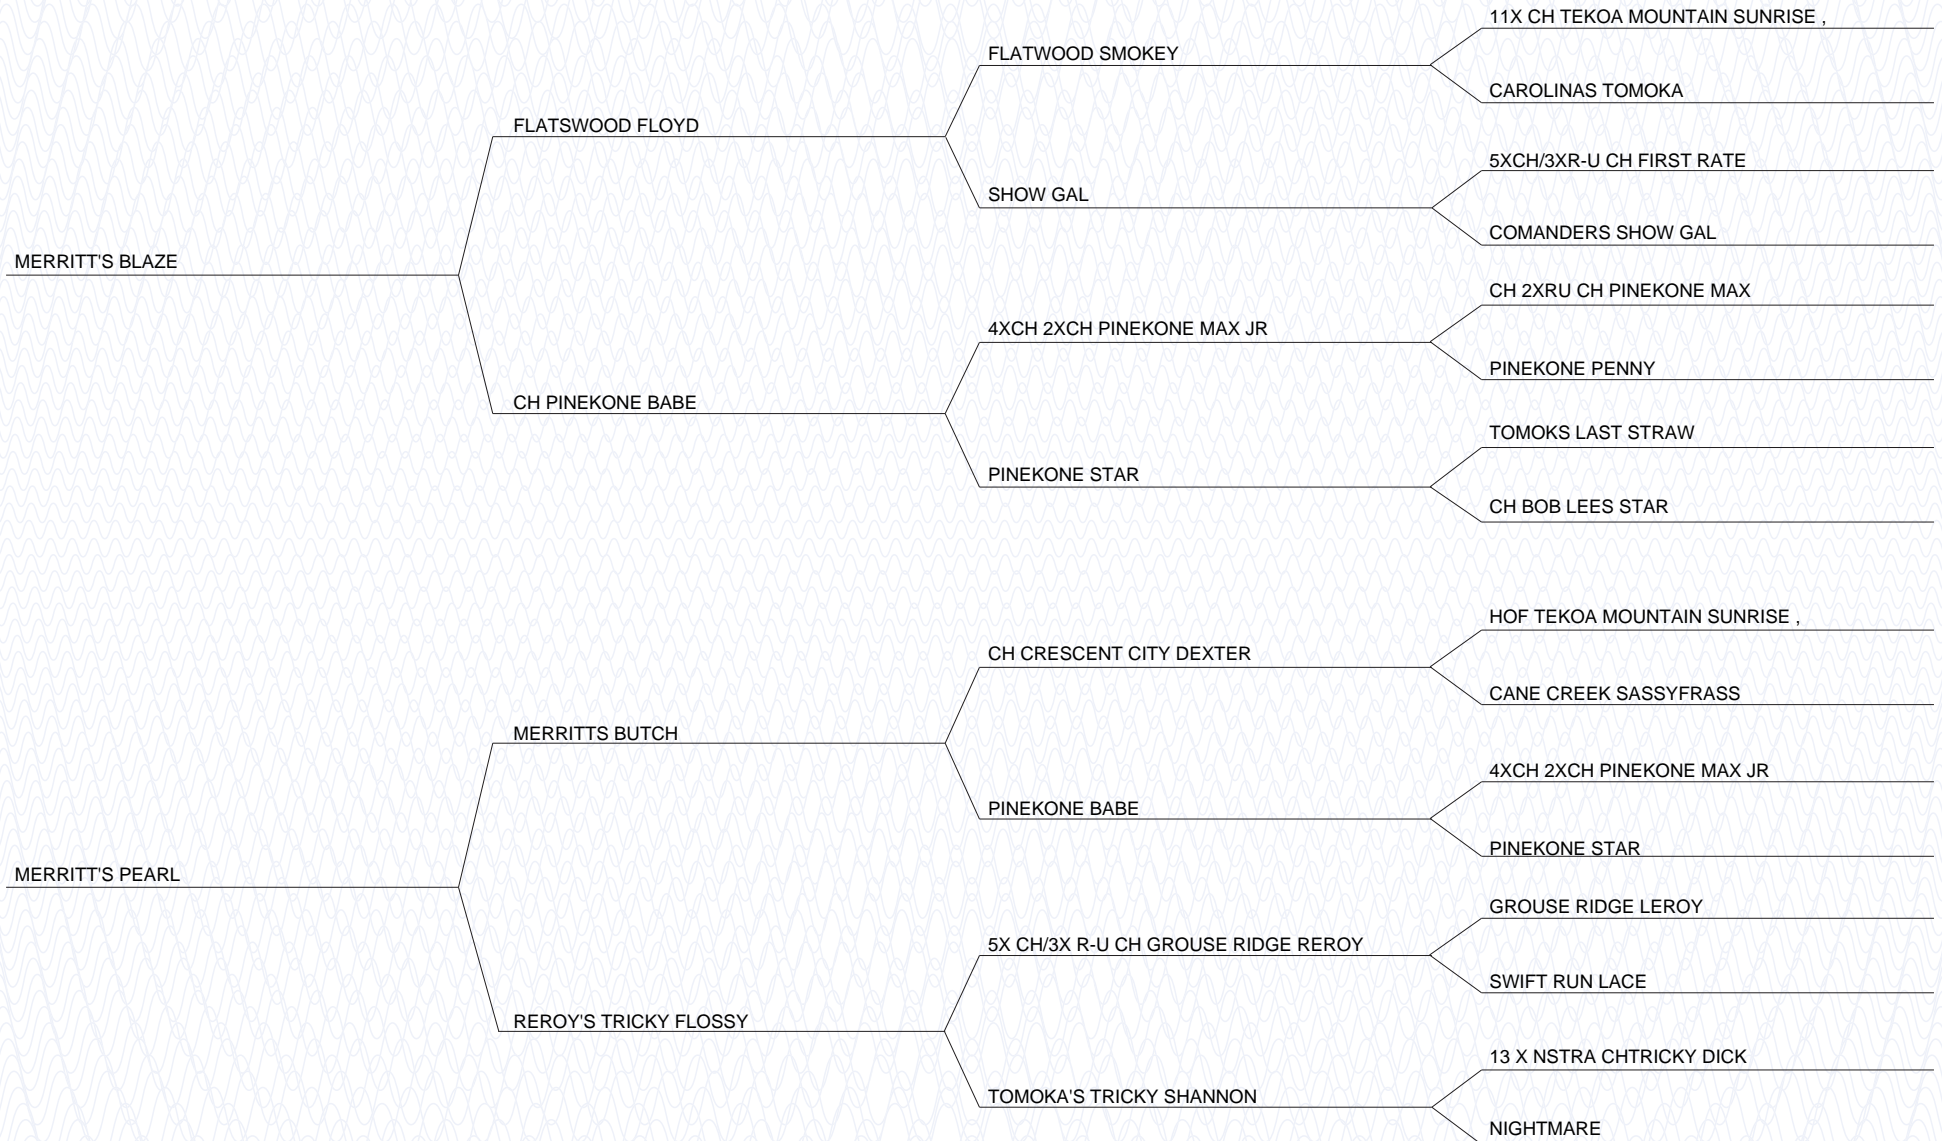 11X CH TEKOA MOUNTAIN SUNRISE ,
FLATWOOD SMOKEY
CAROLINAS TOMOKA
FLATSWOOD FLOYD
5XCH/3XR-U CH FIRST RATE
SHOW GAL
COMANDERS SHOW GAL
MERRITT'S BLAZE
CH 2XRU CH PINEKONE MAX
4XCH 2XCH PINEKONE MAX JR
PINEKONE PENNY
CH PINEKONE BABE
TOMOKS LAST STRAW
PINEKONE STAR
CH BOB LEES STAR
HOF TEKOA MOUNTAIN SUNRISE ,
CH CRESCENT CITY DEXTER
CANE CREEK SASSYFRASS
MERRITTS BUTCH
4XCH 2XCH PINEKONE MAX JR
PINEKONE BABE
PINEKONE STAR
MERRITT'S PEARL
GROUSE RIDGE LEROY
5X CH/3X R-U CH GROUSE RIDGE REROY
SWIFT RUN LACE
REROY'S TRICKY FLOSSY
13 X NSTRA CHTRICKY DICK
TOMOKA'S TRICKY SHANNON
NIGHTMARE